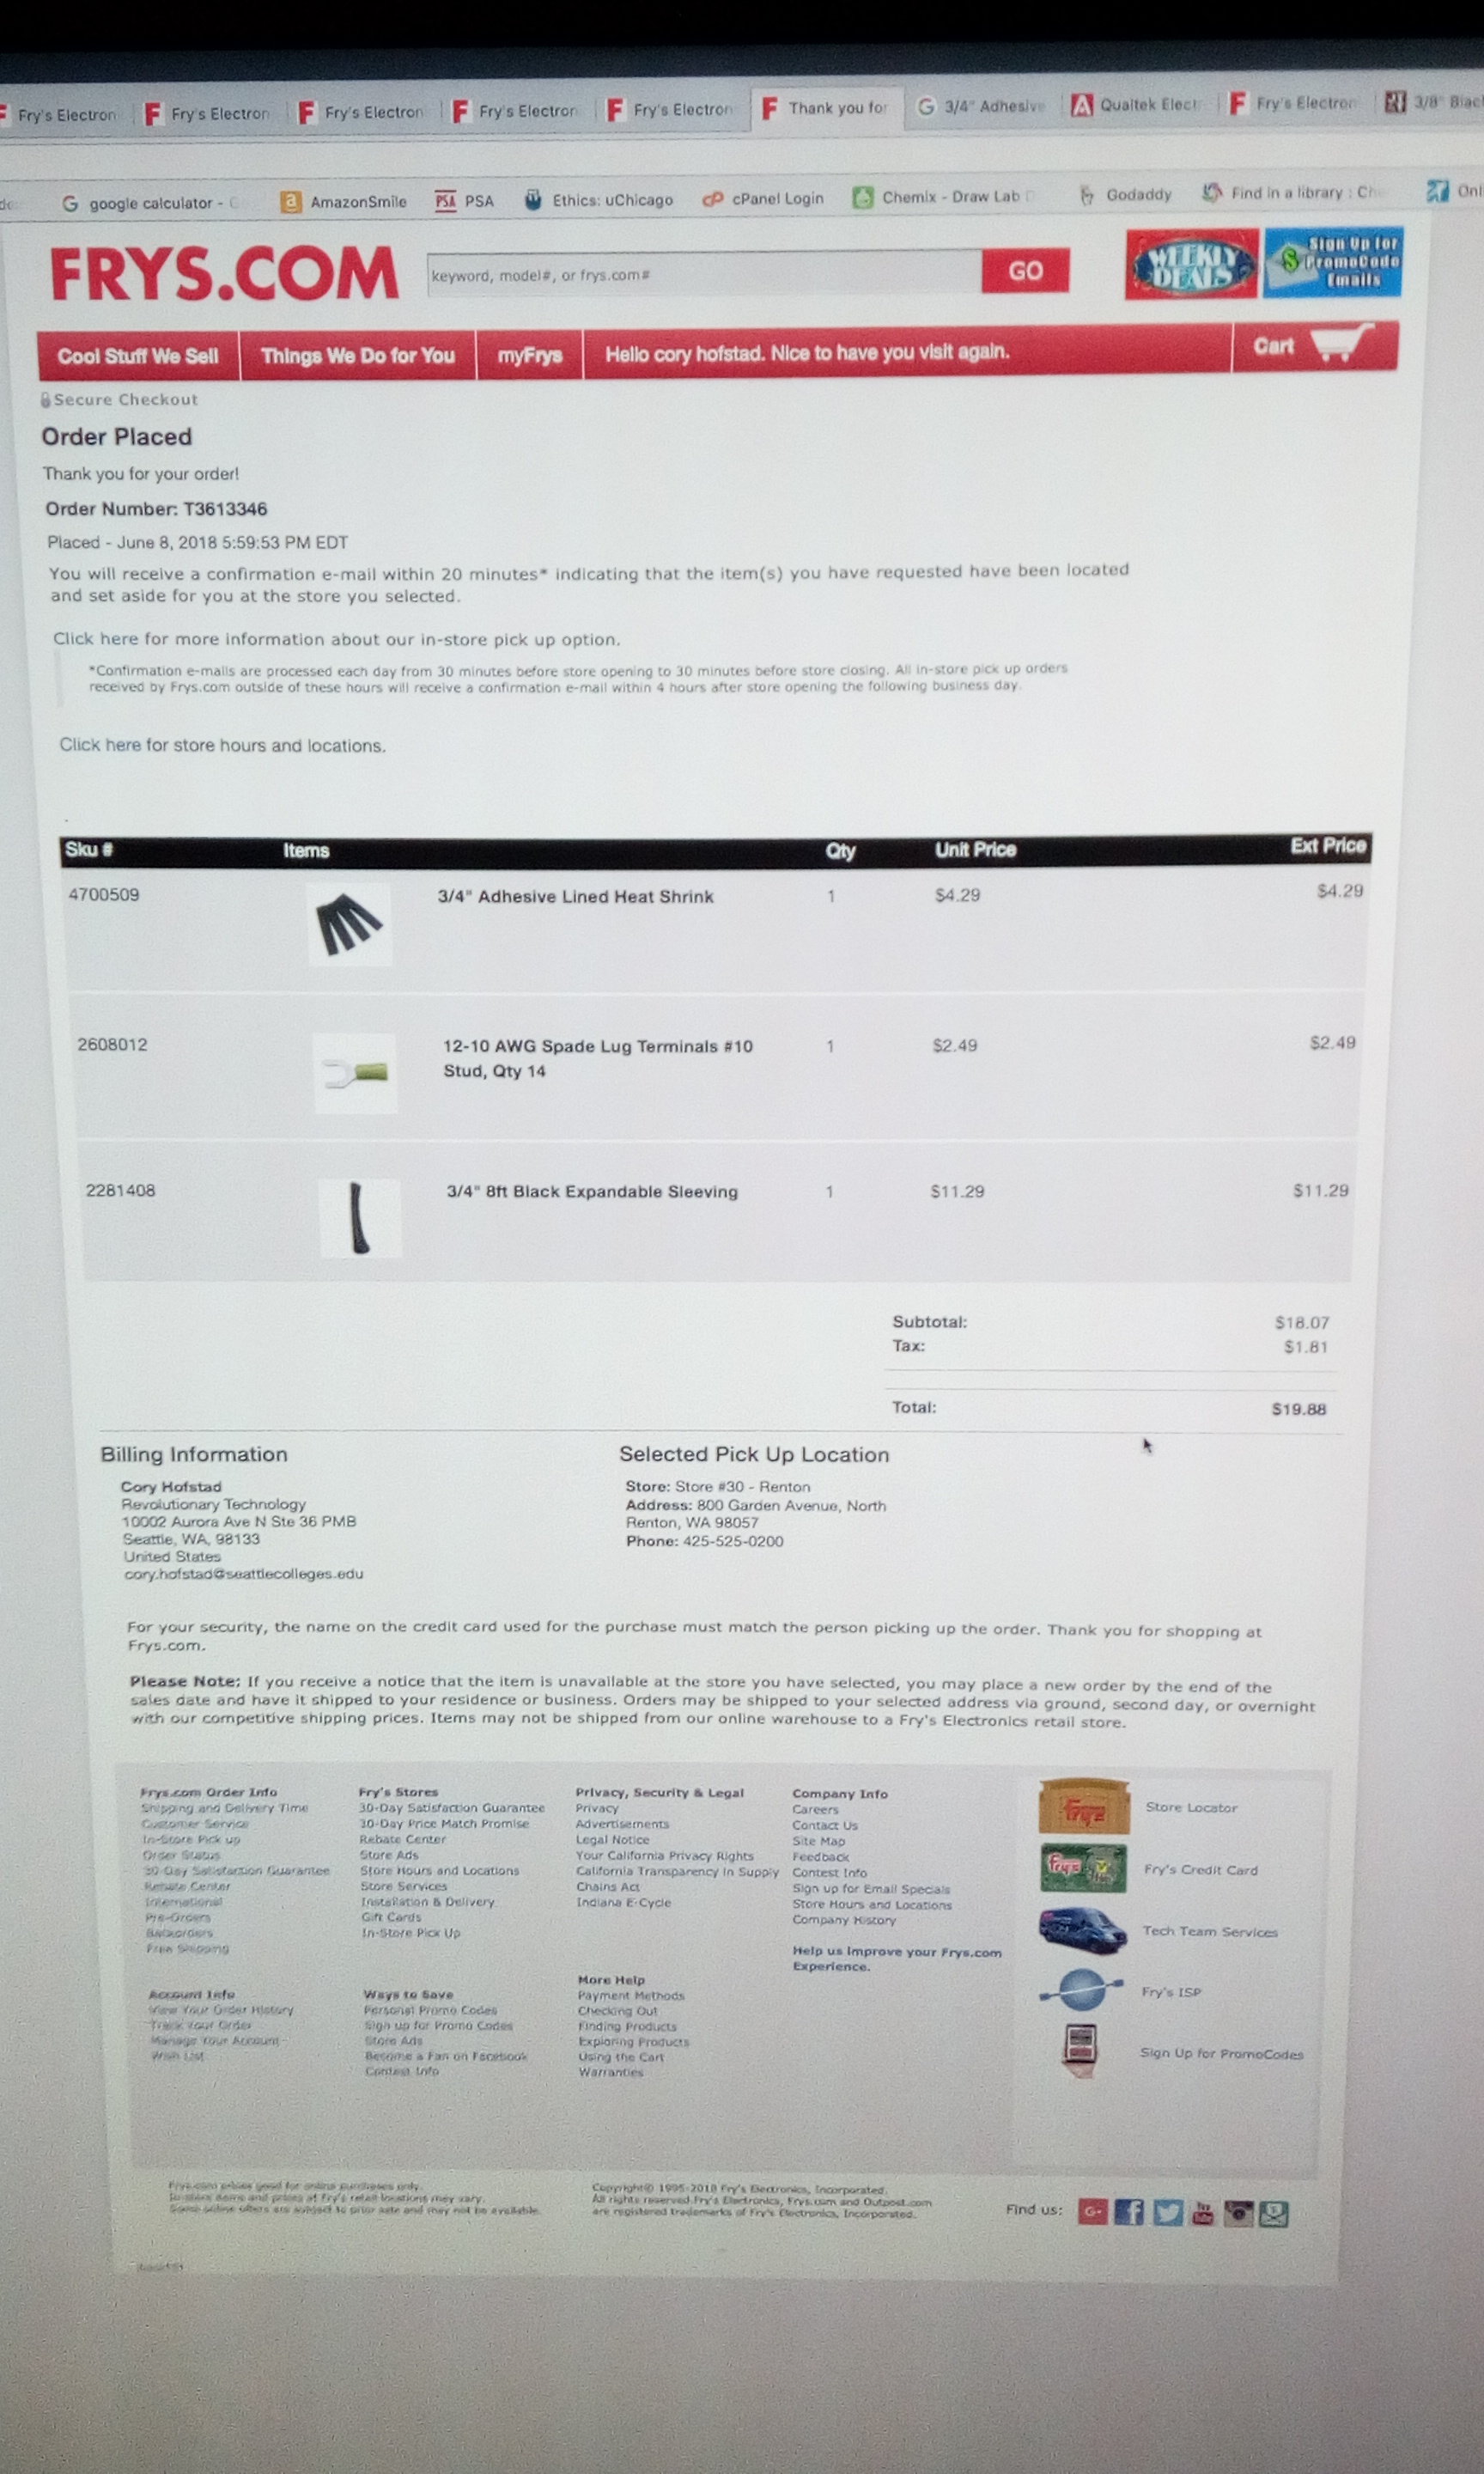 Fry's Electron
Fry's Electron
Fry's Electron
Fry's Electron
Fry's Electron
Thank you for
3/4" Adhesive
Qualtek Elect
Fry's Electron
3/8" Blac
google calculator -
AmazonSmile
PSA PSA
Ethics: uChicago
cPanel Login
Chemix - Draw Lab
Godaddy
Find in a library : Ch
Onl
FRYS.COM
keyword, model#, or frys.com#
GO
WEEKLY DEALS
Sign Up for
PromoCode
Emails
Cool Stuff We Sell
Things We Do for You
myFrys
Hello cory hofstad. Nice to have you visit again.
Cart
Secure Checkout
Order Placed
Thank you for your order!
Order Number: T3613346
Placed - June 8, 2018 5:59:53 PM EDT
You will receive a confirmation e-mail within 20 minutes* indicating that the item(s) you have requested have been located
and set aside for you at the store you selected.
Click here for more information about our in-store pick up option.
*Confirmation e-mails are processed each day from 30 minutes before store opening to 30 minutes before store closing. All in-store pick up orders
received by Frys.com outside of these hours will receive a confirmation e-mail within 4 hours after store opening the following business day.
Click here for store hours and locations.
Sku # Items Qty Unit Price Ext Price
4700509 3/4" Adhesive Lined Heat Shrink 1 $4.29 $4.29
2608012 12-10 AWG Spade Lug Terminals #10 1 $2.49 $2.49
Stud, Qty 14
2281408 3/4" 8ft Black Expandable Sleeving 1 $11.29 $11.29
Subtotal: $18.07
Tax: $1.81
Total: $19.88
Billing Information
Cory Hofstad
Revolutionary Technology
10002 Aurora Ave N Ste 36 PMB
Seattle, WA, 98133
United States
cory.hofstad@seattlecolleges.edu
Selected Pick Up Location
Store: Store #30 - Renton
Address: 800 Garden Avenue, North
Renton, WA 98057
Phone: 425-525-0200
For your security, the name on the credit card used for the purchase must match the person picking up the order. Thank you for shopping at
Frys.com.
Please Note: If you receive a notice that the item is unavailable at the store you have selected, you may place a new order by the end of the
sales date and have it shipped to your residence or business. Orders may be shipped to your selected address via ground, second day, or overnight
with our competitive shipping prices. Items may not be shipped from our online warehouse to a Fry's Electronics retail store.
Frys.com Order Info
Shipping and Delivery Time
Customer Service
In-Store Pick up
Order Status
30-Day Satisfaction Guarantee
Rebate Center
International
Pre-Orders
Backorders
Free Shipping
Fry's Stores
30-Day Satisfaction Guarantee
30-Day Price Match Promise
Rebate Center
Store Ads
Store Hours and Locations
Store Services
Installation & Delivery
Gift Cards
In-Store Pick Up
Privacy, Security & Legal
Privacy
Advertisements
Legal Notice
Your California Privacy Rights
California Transparency in Supply
Chains Act
Indiana E-Cycle
Company Info
Careers
Contact Us
Site Map
Feedback
Contest Info
Sign up for Email Specials
Store Hours and Locations
Company History
Help us improve your Frys.com
Experience.
Account Info
View Your Order History
Track Your Order
Manage Your Account
Wish List
Ways to Save
Personal Promo Codes
Sign up for Promo Codes
Store Ads
Become a Fan on Facebook
Contest Info
More Help
Payment Methods
Checking Out
Finding Products
Exploring Products
Using the Cart
Warranties
Fry's
Store Locator
Fry's
Fry's Credit Card
Tech Team Services
Fry's ISP
Sign Up for PromoCodes
Frys.com prices good for online purchases only.
In-store items and prices at Fry's retail locations may vary.
Some online offers are subject to prior sale and may not be available.
Copyright© 1995-2018 Fry's Electronics, Incorporated.
All rights reserved.Fry's Electronics, Frys.com and Outpost.com
are registered trademarks of Fry's Electronics, Incorporated.
Find us:
G+
You Tube